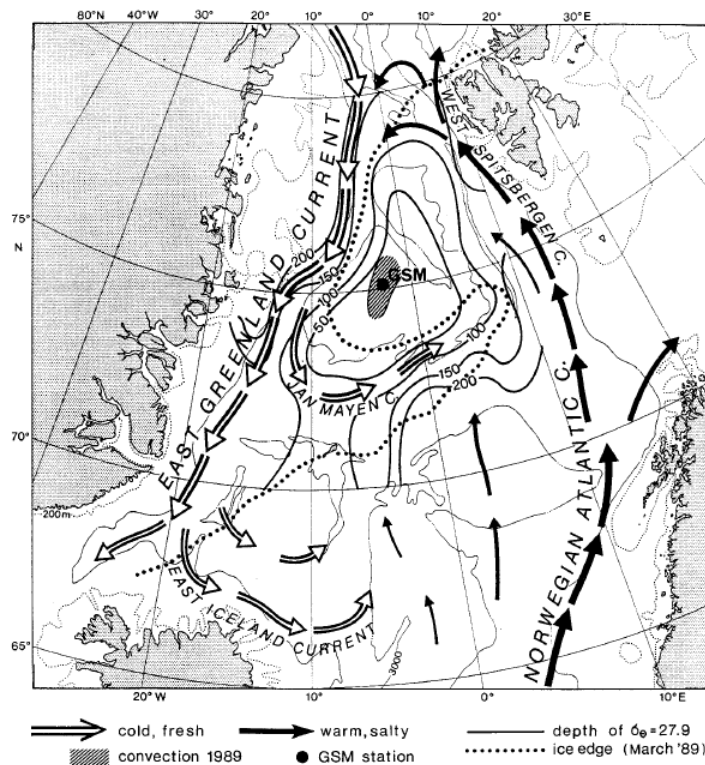 80°N 40° 30° 20° 10° 0° 10° 20° 30°E
75°
N
70°
65°
20°W 10° 0° 10°E
WEST SPITSBERGEN C.
EAST GREENLAND CURRENT
200
150
100
50
GSM
JAN MAYEN C.
100
150
200
NORWEGIAN ATLANTIC C.
200m
EAST ICELAND CURRENT
3000
cold, fresh
warm, salty
depth of σθ=27.9
convection 1989
GSM station
ice edge (March '89)